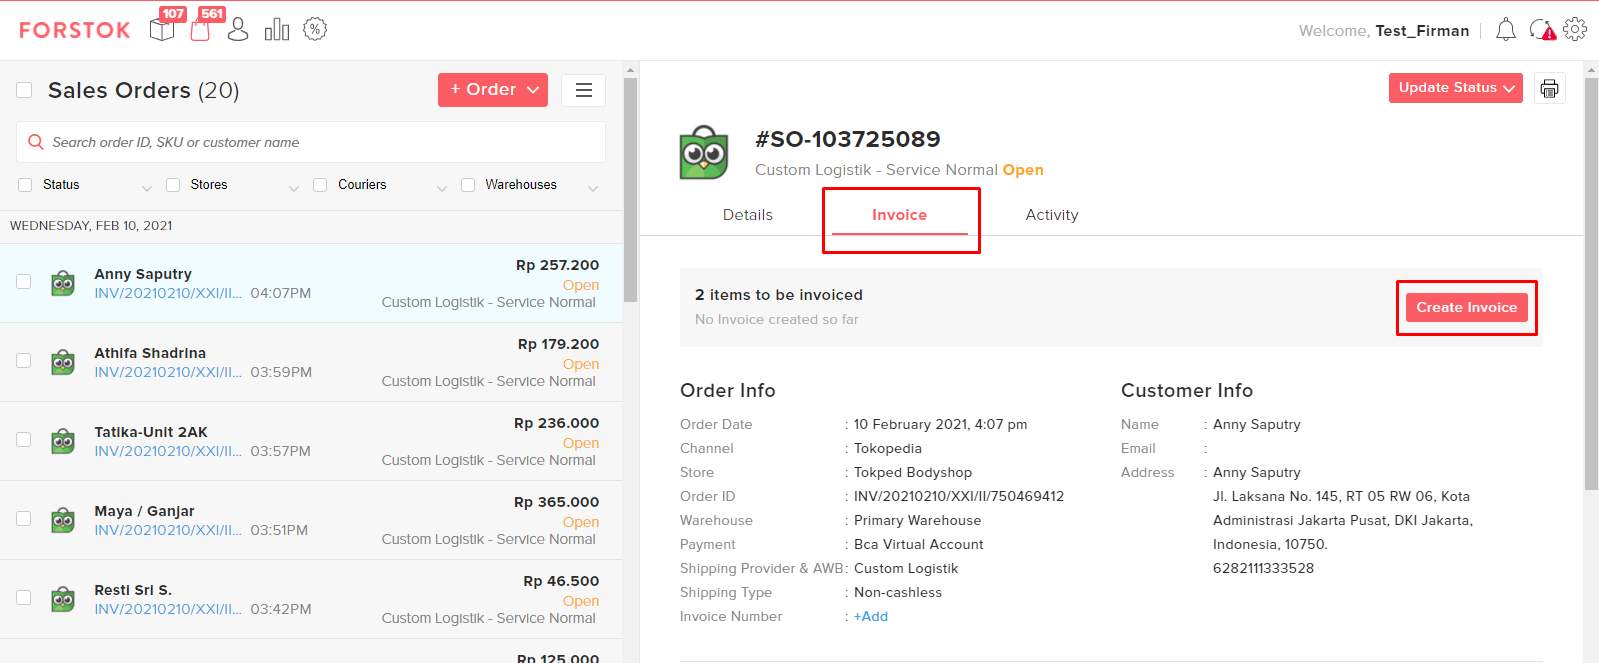 FORSTOK
107
561
Welcome, Test_Firman
Sales Orders (20)
+ Order
Search order ID, SKU or customer name
Status
Stores
Couriers
Warehouses
WEDNESDAY, FEB 10, 2021
Anny Saputry
Rp 257.200
Open
INV/20210210/XXI/II... 04:07PM
Custom Logistik - Service Normal
Athifa Shadrina
Rp 179.200
Open
INV/20210210/XXI/II... 03:59PM
Custom Logistik - Service Normal
Tatika-Unit 2AK
Rp 236.000
Open
INV/20210210/XXI/II... 03:57PM
Custom Logistik - Service Normal
Maya / Ganjar
Rp 365.000
Open
INV/20210210/XXI/II... 03:51PM
Custom Logistik - Service Normal
Resti Sri S.
Rp 46.500
Open
INV/20210210/XXI/II... 03:42PM
Custom Logistik - Service Normal
Rp 125.000
Update Status
#SO-103725089
Custom Logistik - Service Normal Open
Details
Invoice
Activity
2 items to be invoiced
No Invoice created so far
Create Invoice
Order Info
Order Date : 10 February 2021, 4:07 pm
Channel : Tokopedia
Store : Tokped Bodyshop
Order ID : INV/20210210/XXI/II/750469412
Warehouse : Primary Warehouse
Payment : Bca Virtual Account
Shipping Provider & AWB : Custom Logistik
Shipping Type : Non-cashless
Invoice Number : +Add
Customer Info
Name : Anny Saputry
Email :
Address : Anny Saputry
Jl. Laksana No. 145, RT 05 RW 06, Kota
Administrasi Jakarta Pusat, DKI Jakarta,
Indonesia, 10750.
6282111333528